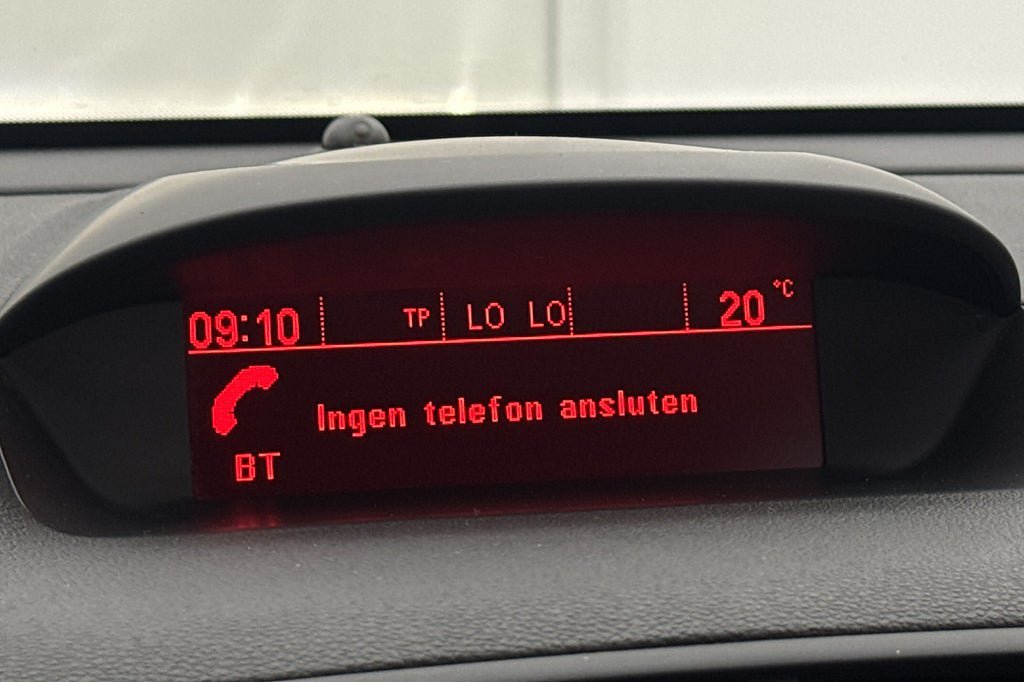 09:10 TP LO LO 20 °C
Ingen telefon ansluten
BT